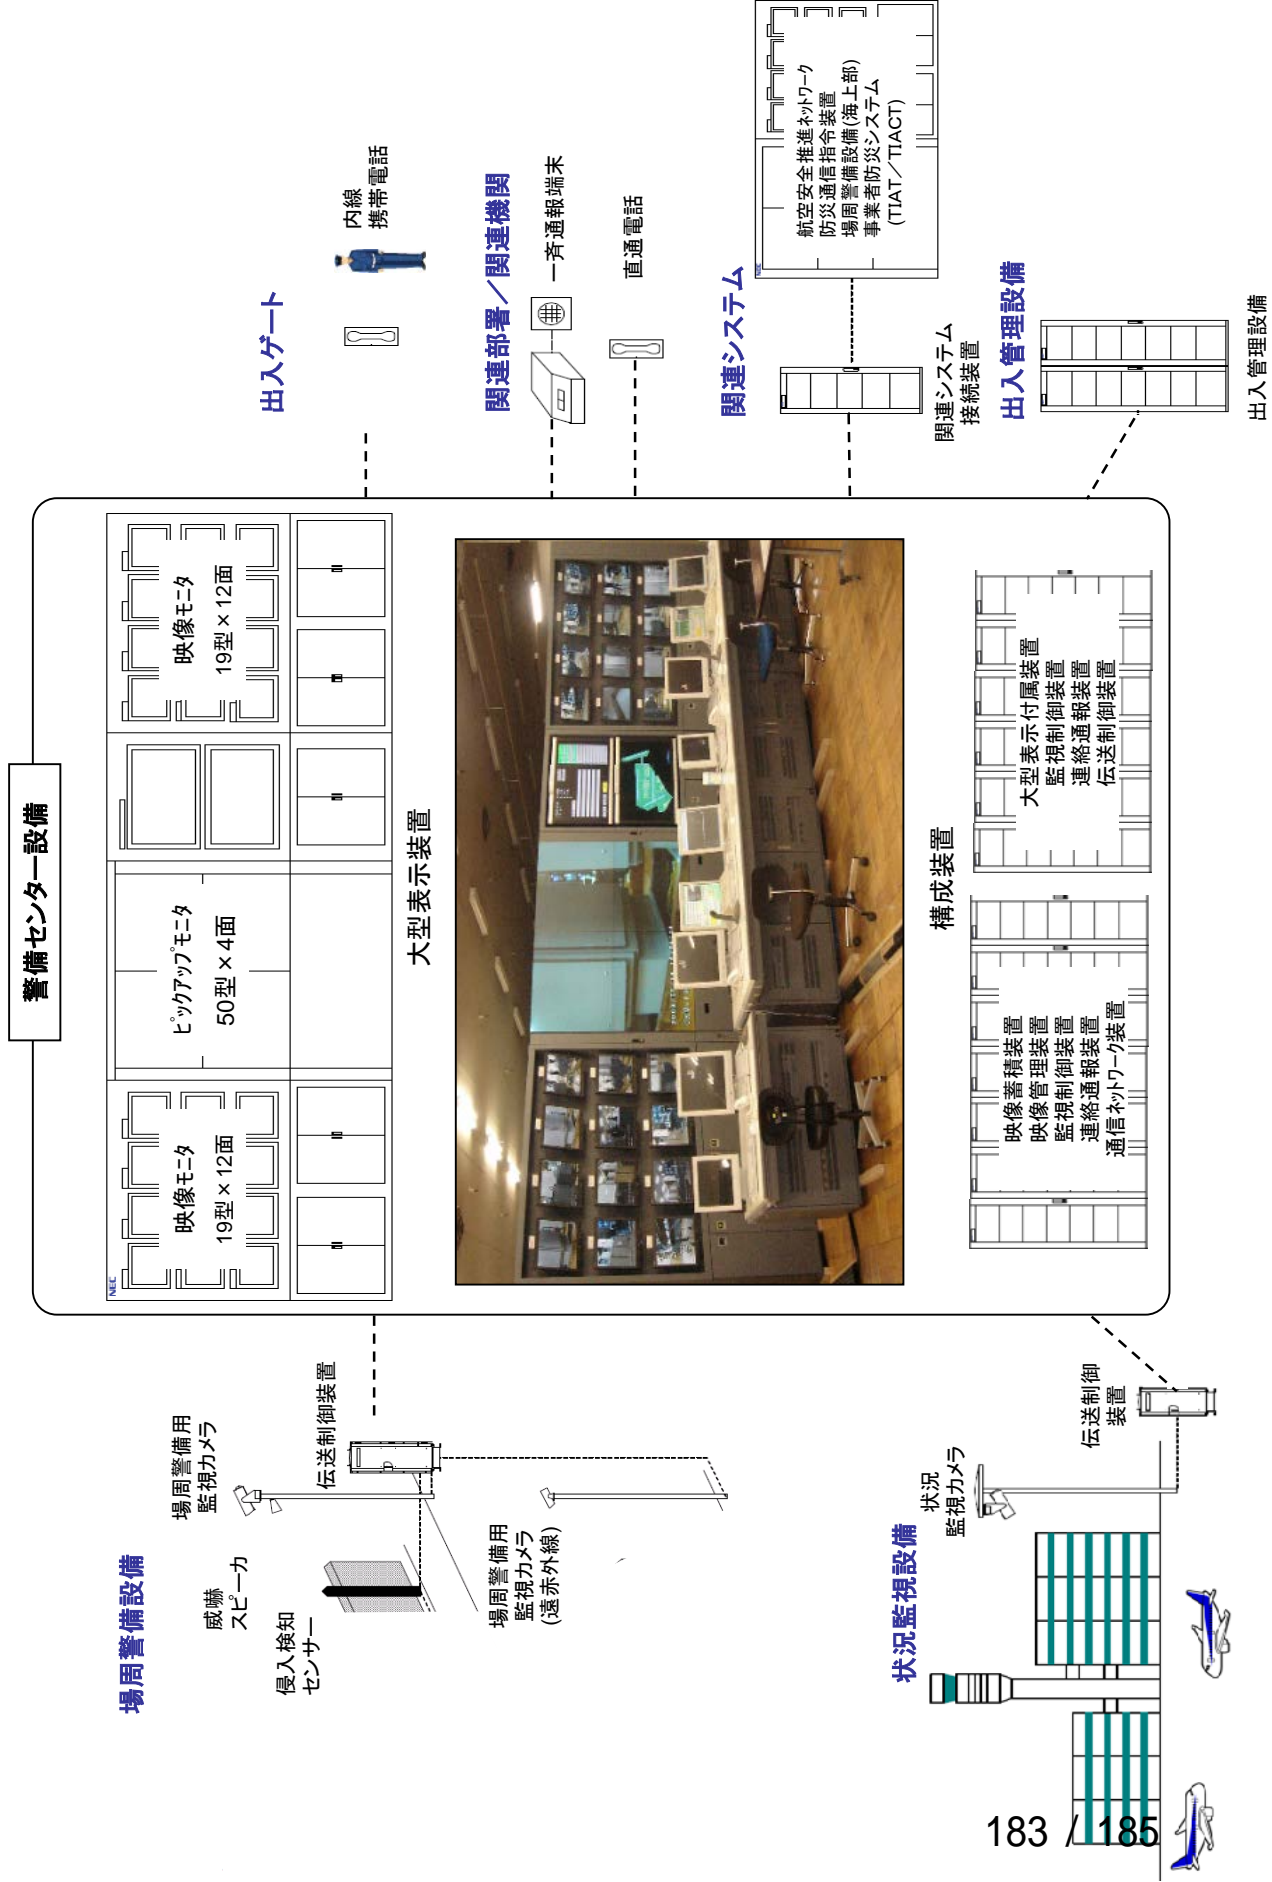 警備センター設備
場周警備設備
威嚇
スピーカ
侵入検知
センサー
場周警備用
監視カメラ
伝送制御装置
場周警備用
監視カメラ
(遠赤外線)
状況監視設備
状況
監視カメラ
伝送制御
装置
NEC
映像モニタ
19型×12面
ピックアップモニタ
50型×4面
映像モニタ
19型×12面
大型表示装置
構成装置
映像蓄積装置
映像管理装置
監視制御装置
連絡通報装置
通信ネットワーク装置
大型表示付属装置
監視制御装置
連絡通報装置
伝送制御装置
出入ゲート
内線
携帯電話
関連部署／関連機関
一斉通報端末
直通電話
関連システム
関連システム
接続装置
NEC
航空安全推進ネットワーク
防災通信指令装置
場周警備設備(海上部)
事業者防災システム
(TIAT／TIACT)
出入管理設備
出入管理設備
183 / 185